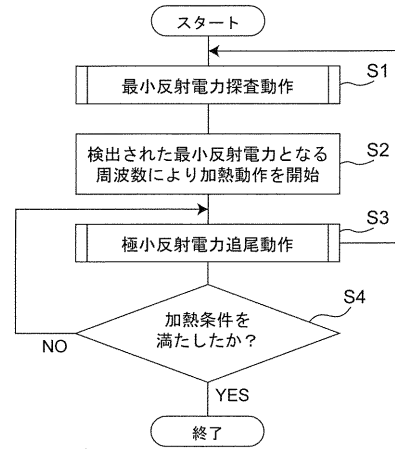 スタート
最小反射電力探査動作
S1
検出された最小反射電力となる
周波数により加熱動作を開始
S2
極小反射電力追尾動作
S3
加熱条件を
満たしたか?
S4
NO
YES
終了